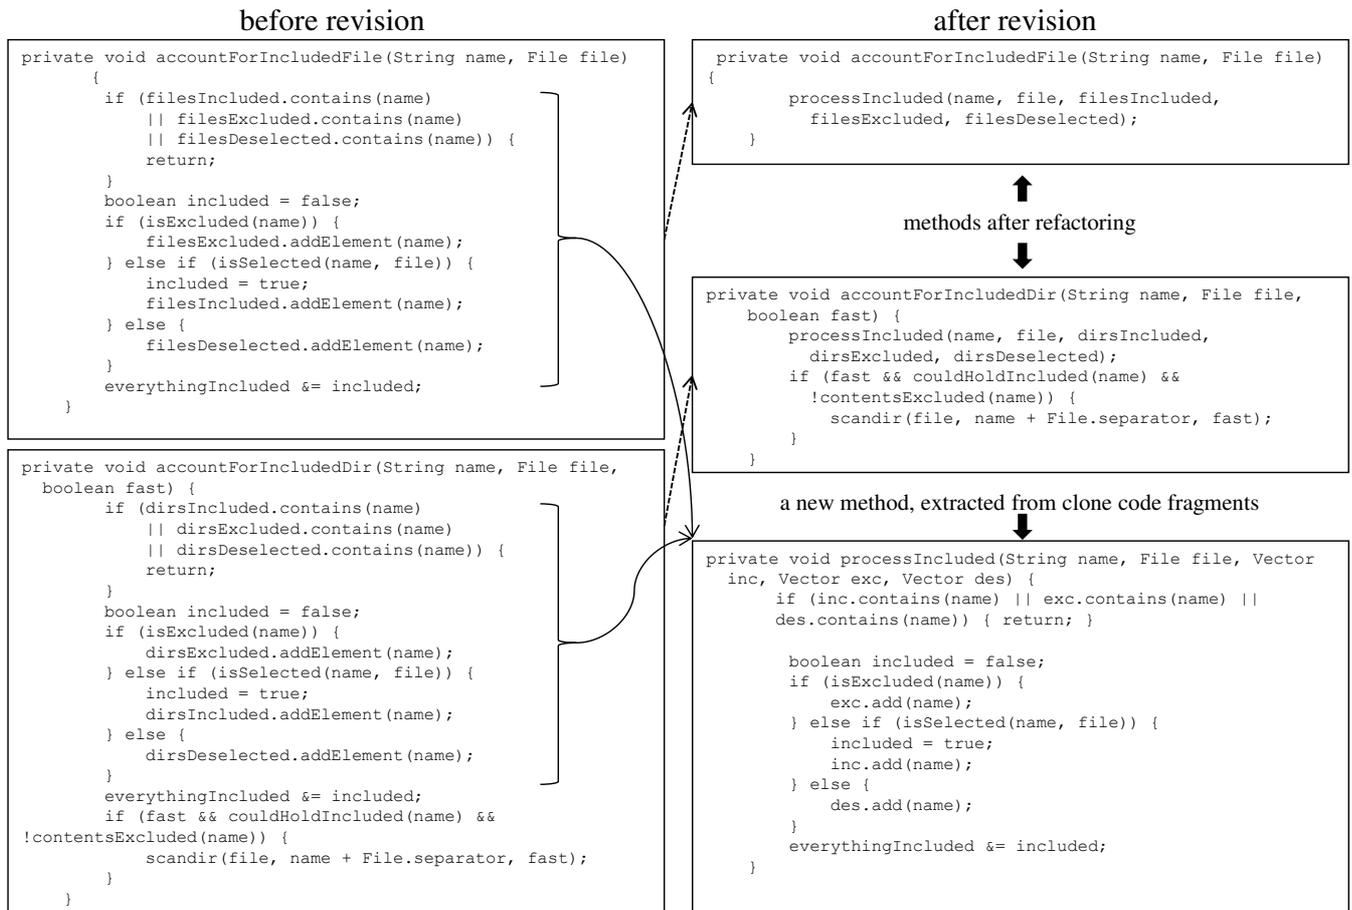 before revision
private void accountForIncludedFile(String name, File file)
{
if (filesIncluded.contains(name)
|| filesExcluded.contains(name)
|| filesDeselected.contains(name)) {
return;
}
boolean included = false;
if (isExcluded(name)) {
filesExcluded.addElement(name);
} else if (isSelected(name, file)) {
included = true;
filesIncluded.addElement(name);
} else {
filesDeselected.addElement(name);
}
everythingIncluded &= included;
}
private void accountForIncludedDir(String name, File file,
boolean fast) {
if (dirsIncluded.contains(name)
|| dirsExcluded.contains(name)
|| dirsDeselected.contains(name)) {
return;
}
boolean included = false;
if (isExcluded(name)) {
dirsExcluded.addElement(name);
} else if (isSelected(name, file)) {
included = true;
dirsIncluded.addElement(name);
} else {
dirsDeselected.addElement(name);
}
everythingIncluded &= included;
if (fast && couldHoldIncluded(name) &&
!contentsExcluded(name)) {
scandir(file, name + File.separator, fast);
}
}
after revision
private void accountForIncludedFile(String name, File file)
{
processIncluded(name, file, filesIncluded,
filesExcluded, filesDeselected);
}
methods after refactoring
private void accountForIncludedDir(String name, File file,
boolean fast) {
processIncluded(name, file, dirsIncluded,
dirsExcluded, dirsDeselected);
if (fast && couldHoldIncluded(name) &&
!contentsExcluded(name)) {
scandir(file, name + File.separator, fast);
}
}
a new method, extracted from clone code fragments
private void processIncluded(String name, File file, Vector
inc, Vector exc, Vector des) {
if (inc.contains(name) || exc.contains(name) ||
des.contains(name)) { return; }
boolean included = false;
if (isExcluded(name)) {
exc.add(name);
} else if (isSelected(name, file)) {
included = true;
inc.add(name);
} else {
des.add(name);
}
everythingIncluded &= included;
}